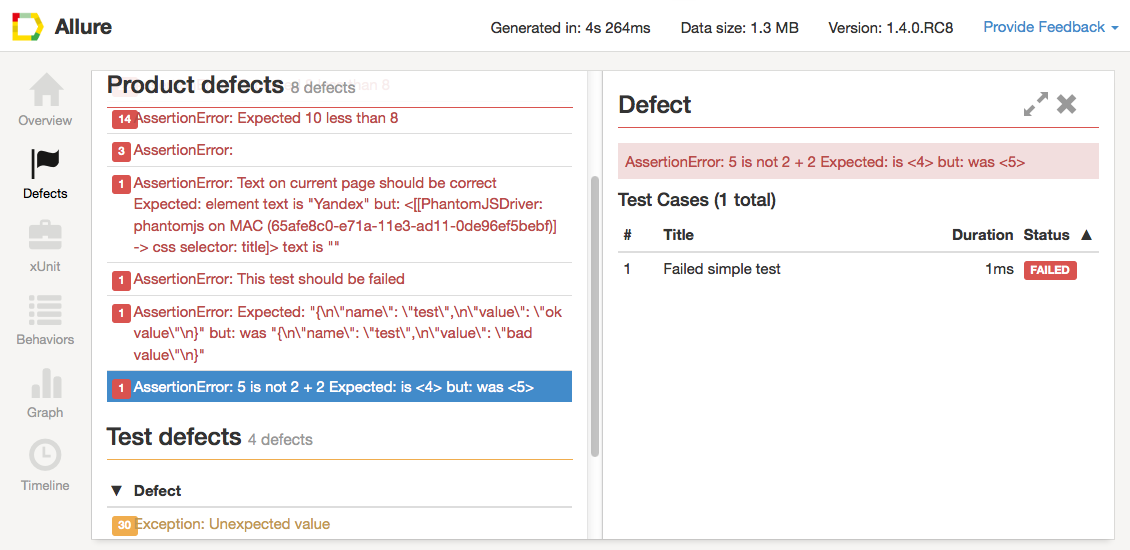 Allure
Generated in: 4s 264ms
Data size: 1.3 MB
Version: 1.4.0.RC8
Provide Feedback
Overview
Defects
xUnit
Behaviors
Graph
Timeline
Product defects 8 defects
14 AssertionError: Expected 10 less than 8
3 AssertionError:
1 AssertionError: Text on current page should be correct
Expected: element text is "Yandex" but: <[[PhantomJSDriver:
phantomjs on MAC (65afe8c0-e71a-11e3-ad11-0de96ef5bebf)]
-> css selector: title]> text is ""
1 AssertionError: This test should be failed
1 AssertionError: Expected: "{\n\"name\": \"test\",\n\"value\": \"ok
value\"\n}" but: was "{\n\"name\": \"test\",\n\"value\": \"bad
value\"\n}"
1 AssertionError: 5 is not 2 + 2 Expected: is <4> but: was <5>
Test defects 4 defects
▼ Defect
30 Exception: Unexpected value
Defect
AssertionError: 5 is not 2 + 2 Expected: is <4> but: was <5>
Test Cases (1 total)
# Title Duration Status ▲
1 Failed simple test 1ms FAILED